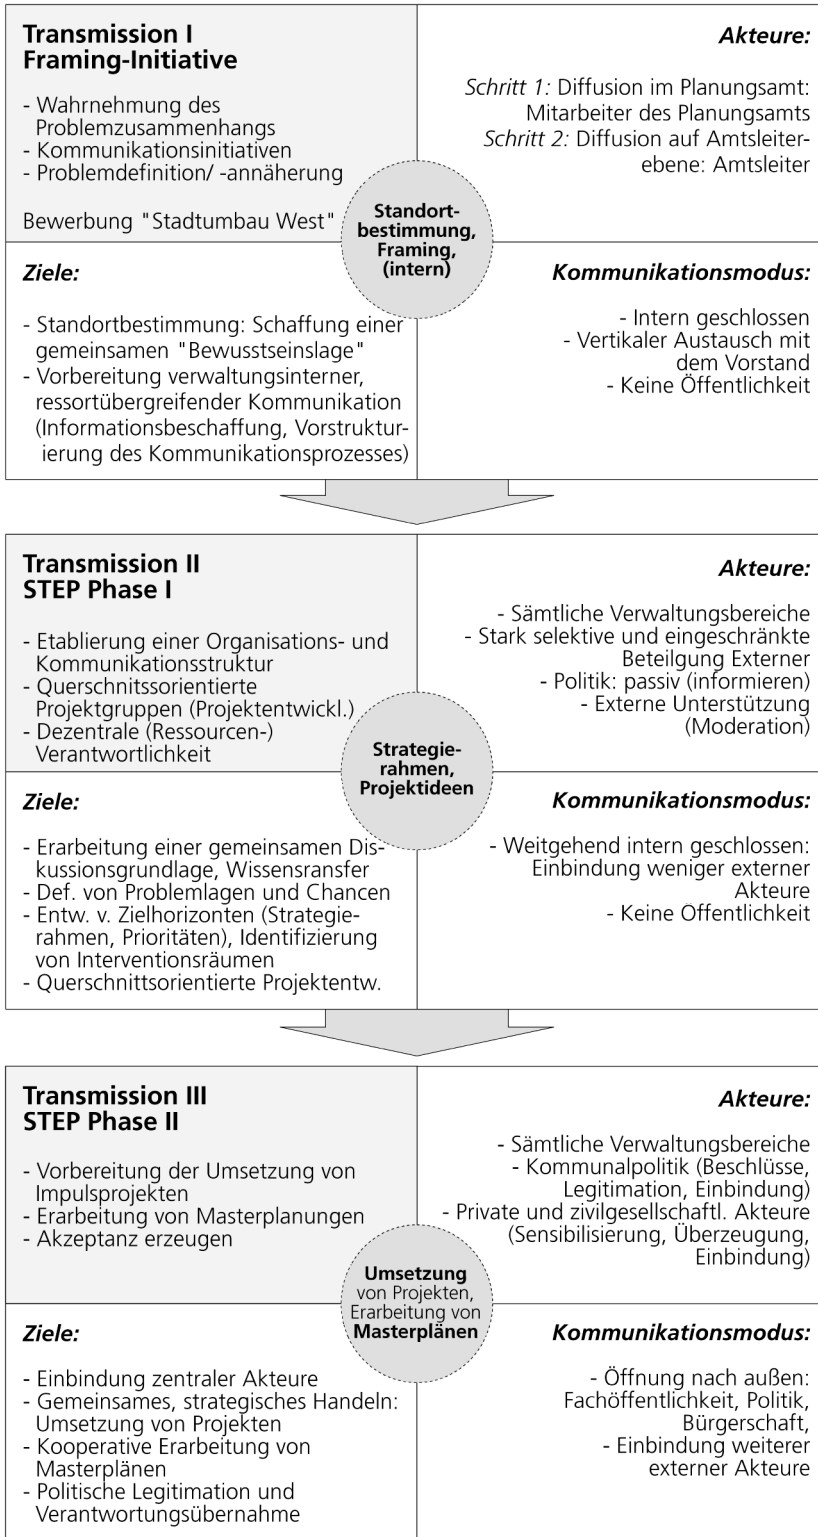 Transmission I
Framing-Initiative
- Wahrnehmung des
Problemzusammenhangs
- Kommunikationsinitiativen
- Problemdefinition/ -annäherung
Bewerbung "Stadtumbau West"
Akteure:
Schritt 1: Diffusion im Planungsamt:
Mitarbeiter des Planungsamts
Schritt 2: Diffusion auf Amtsleiter-
ebene: Amtsleiter
Standort-
bestimmung,
Framing,
(intern)
Ziele:
- Standortbestimmung: Schaffung einer
gemeinsamen "Bewusstseinslage"
- Vorbereitung verwaltungsinterner,
ressortübergreifender Kommunikation
(Informationsbeschaffung, Vorstruktur-
ierung des Kommunikationsprozesses)
Kommunikationsmodus:
- Intern geschlossen
- Vertikaler Austausch mit
dem Vorstand
- Keine Öffentlichkeit
Transmission II
STEP Phase I
- Etablierung einer Organisations- und
Kommunikationsstruktur
- Querschnittssorientierte
Projektgruppen (Projektentwickl.)
- Dezentrale (Ressourcen-)
Verantwortlichkeit
Akteure:
- Sämtliche Verwaltungsbereiche
- Stark selektive und eingeschränkte
Beteilgung Externer
- Politik: passiv (informieren)
- Externe Unterstützung
(Moderation)
Strategie-
rahmen,
Projektideen
Ziele:
- Erarbeitung einer gemeinsamen Dis-
kussionsgrundlage, Wissensransfer
- Def. von Problemlagen und Chancen
- Entw. v. Zielhorizonten (Strategie-
rahmen, Prioritäten), Identifizierung
von Interventionsräumen
- Querschnittsorientierte Projektentw.
Kommunikationsmodus:
- Weitgehend intern geschlossen:
Einbindung weniger externer
Akteure
- Keine Öffentlichkeit
Transmission III
STEP Phase II
- Vorbereitung der Umsetzung von
Impulsprojekten
- Erarbeitung von Masterplanungen
- Akzeptanz erzeugen
Akteure:
- Sämtliche Verwaltungsbereiche
- Kommunalpolitik (Beschlüsse,
Legitimation, Einbindung)
- Private und zivilgesellschaftl. Akteure
(Sensibilisierung, Überzeugung,
Einbindung)
Umsetzung
von Projekten,
Erarbeitung von
Masterplänen
Ziele:
- Einbindung zentraler Akteure
- Gemeinsames, strategisches Handeln:
Umsetzung von Projekten
- Kooperative Erarbeitung von
Masterplänen
- Politische Legitimation und
Verantwortungsübernahme
Kommunikationsmodus:
- Öffnung nach außen:
Fachöffentlichkeit, Politik,
Bürgerschaft,
- Einbindung weiterer
externer Akteure